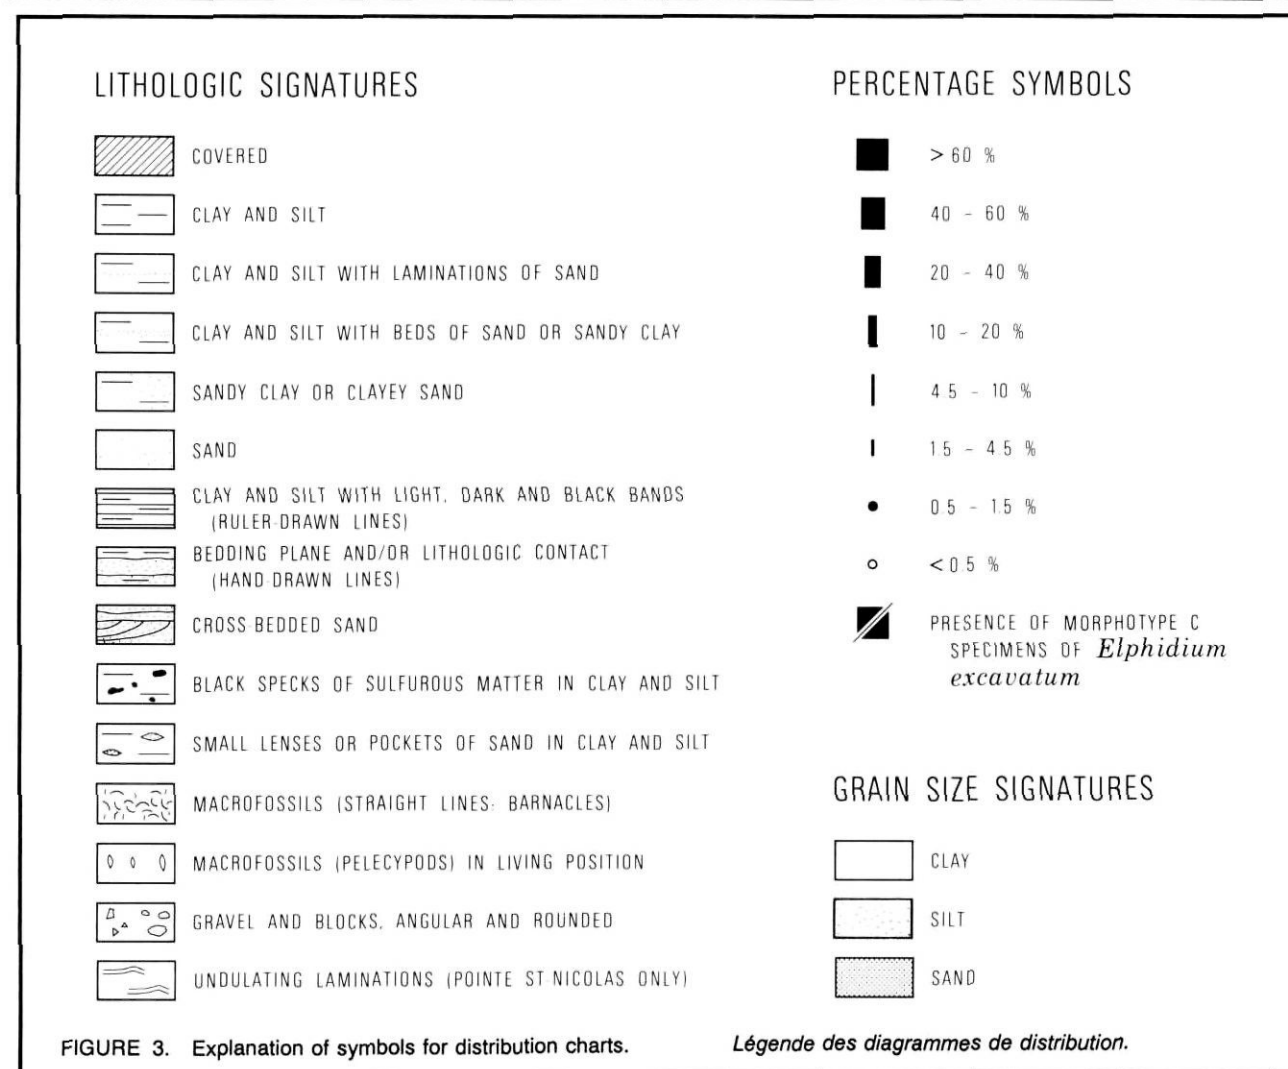 LITHOLOGIC SIGNATURES
COVERED
CLAY AND SILT
CLAY AND SILT WITH LAMINATIONS OF SAND
CLAY AND SILT WITH BEDS OF SAND OR SANDY CLAY
SANDY CLAY OR CLAYEY SAND
SAND
CLAY AND SILT WITH LIGHT, DARK AND BLACK BANDS
(RULER-DRAWN LINES)
BEDDING PLANE AND/OR LITHOLOGIC CONTACT
(HAND-DRAWN LINES)
CROSS-BEDDED SAND
BLACK SPECKS OF SULFUROUS MATTER IN CLAY AND SILT
SMALL LENSES OR POCKETS OF SAND IN CLAY AND SILT
MACROFOSSILS (STRAIGHT LINES: BARNACLES)
MACROFOSSILS (PELECYPODS) IN LIVING POSITION
GRAVEL AND BLOCKS, ANGULAR AND ROUNDED
UNDULATING LAMINATIONS (POINTE ST-NICOLAS ONLY)
PERCENTAGE SYMBOLS
> 60 %
40 - 60 %
20 - 40 %
10 - 20 %
4.5 - 10 %
1.5 - 4.5 %
0.5 - 1.5 %
< 0.5 %
PRESENCE OF MORPHOTYPE C
SPECIMENS OF Elphidium
excavatum
GRAIN SIZE SIGNATURES
CLAY
SILT
SAND
FIGURE 3. Explanation of symbols for distribution charts.
Légende des diagrammes de distribution.